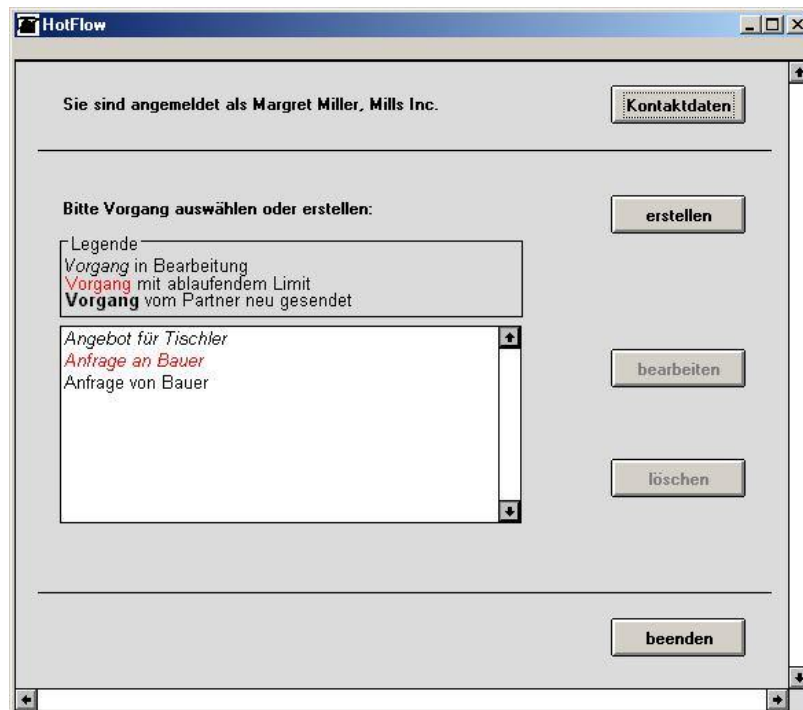 HotFlow
Sie sind angemeldet als Margret Miller, Mills Inc.
Kontaktdaten
Bitte Vorgang auswählen oder erstellen:
erstellen
Legende
Vorgang in Bearbeitung
Vorgang mit ablaufendem Limit
Vorgang vom Partner neu gesendet
Angebot für Tischler
Anfrage an Bauer
Anfrage von Bauer
bearbeiten
löschen
beenden